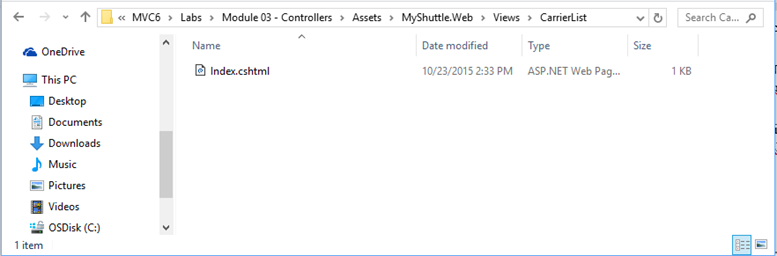 « MVC6 > Labs > Module 03 - Controllers > Assets > MyShuttle.Web > Views > CarrierList
Search Ca...
Name Date modified Type Size
OneDrive
This PC
Desktop
Documents
Downloads
Music
Pictures
Videos
OSDisk (C:)
Index.cshtml 10/23/2015 2:33 PM ASP.NET Web Pag... 1 KB
1 item